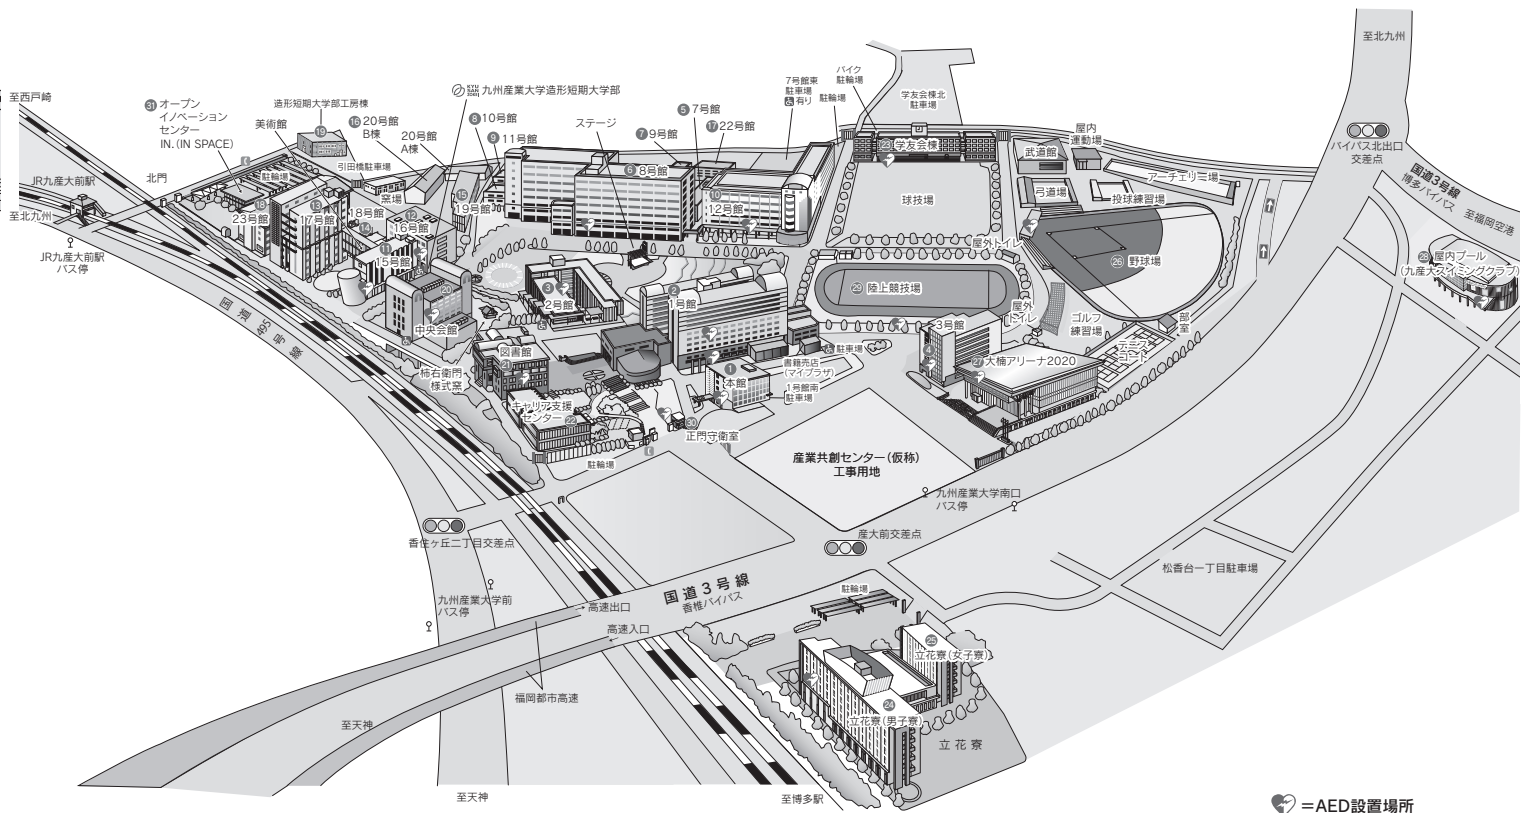 至西戸崎
㉛オープン
イノベーション
センター
IN.(IN SPACE)
造形短期大学部工房棟
美術館
⑲
⑯20号館
B棟
20号館
A棟
九州産業大学造形短期大学部
⑧10号館
⑨11号館
ステージ
⑦9号館
⑤7号館
⑰22号館
7号館東
駐車場
有り
駐輪場
バイク
駐輪場
学友会棟北
駐車場
至北九州
バイパス北出口
交差点
国道3号線
博多バイパス
至福岡空港
JR九産大前駅
北門
至北九州
JR九産大前駅
バス停
駐輪場
引田橋駐車場
窯場
⑱
23号館
⑬
17号館
18号館
⑭
⑫
16号館
⑪
15号館
⑮
19号館
⑥8号館
⑩
12号館
㉓学友会棟
球技場
武道館
屋内
運動場
弓道場
アーチェリー場
投球練習場
屋外トイレ
㉖野球場
㉘屋内プール
(九産大スイミングクラブ)
国道495号線
⑳
中央会館
③
2号館
②
1号館
㉙陸上競技場
屋外
トイレ
ゴルフ
練習場
部室
テニス
コート
柿右衛門
様式窯
図書館
㉑
キャリア支援
センター㉒
①
本館
書籍売店
(マイプラザ)
駐車場
1号館南
駐車場
3号館
④
㉗大楠アリーナ2020
㉚
正門守衛室
駐輪場
産業共創センター(仮称)
工事用地
九州産業大学南口
バス停
産大前交差点
香住ヶ丘二丁目交差点
九州産業大学前
バス停
国道3号線
香椎バイパス
高速出口
高速入口
福岡都市高速
至天神
至天神
至博多駅
駐輪場
㉕
立花寮(女子寮)
㉔
立花寮(男子寮)
立花寮
松香台一丁目駐車場
=AED設置場所